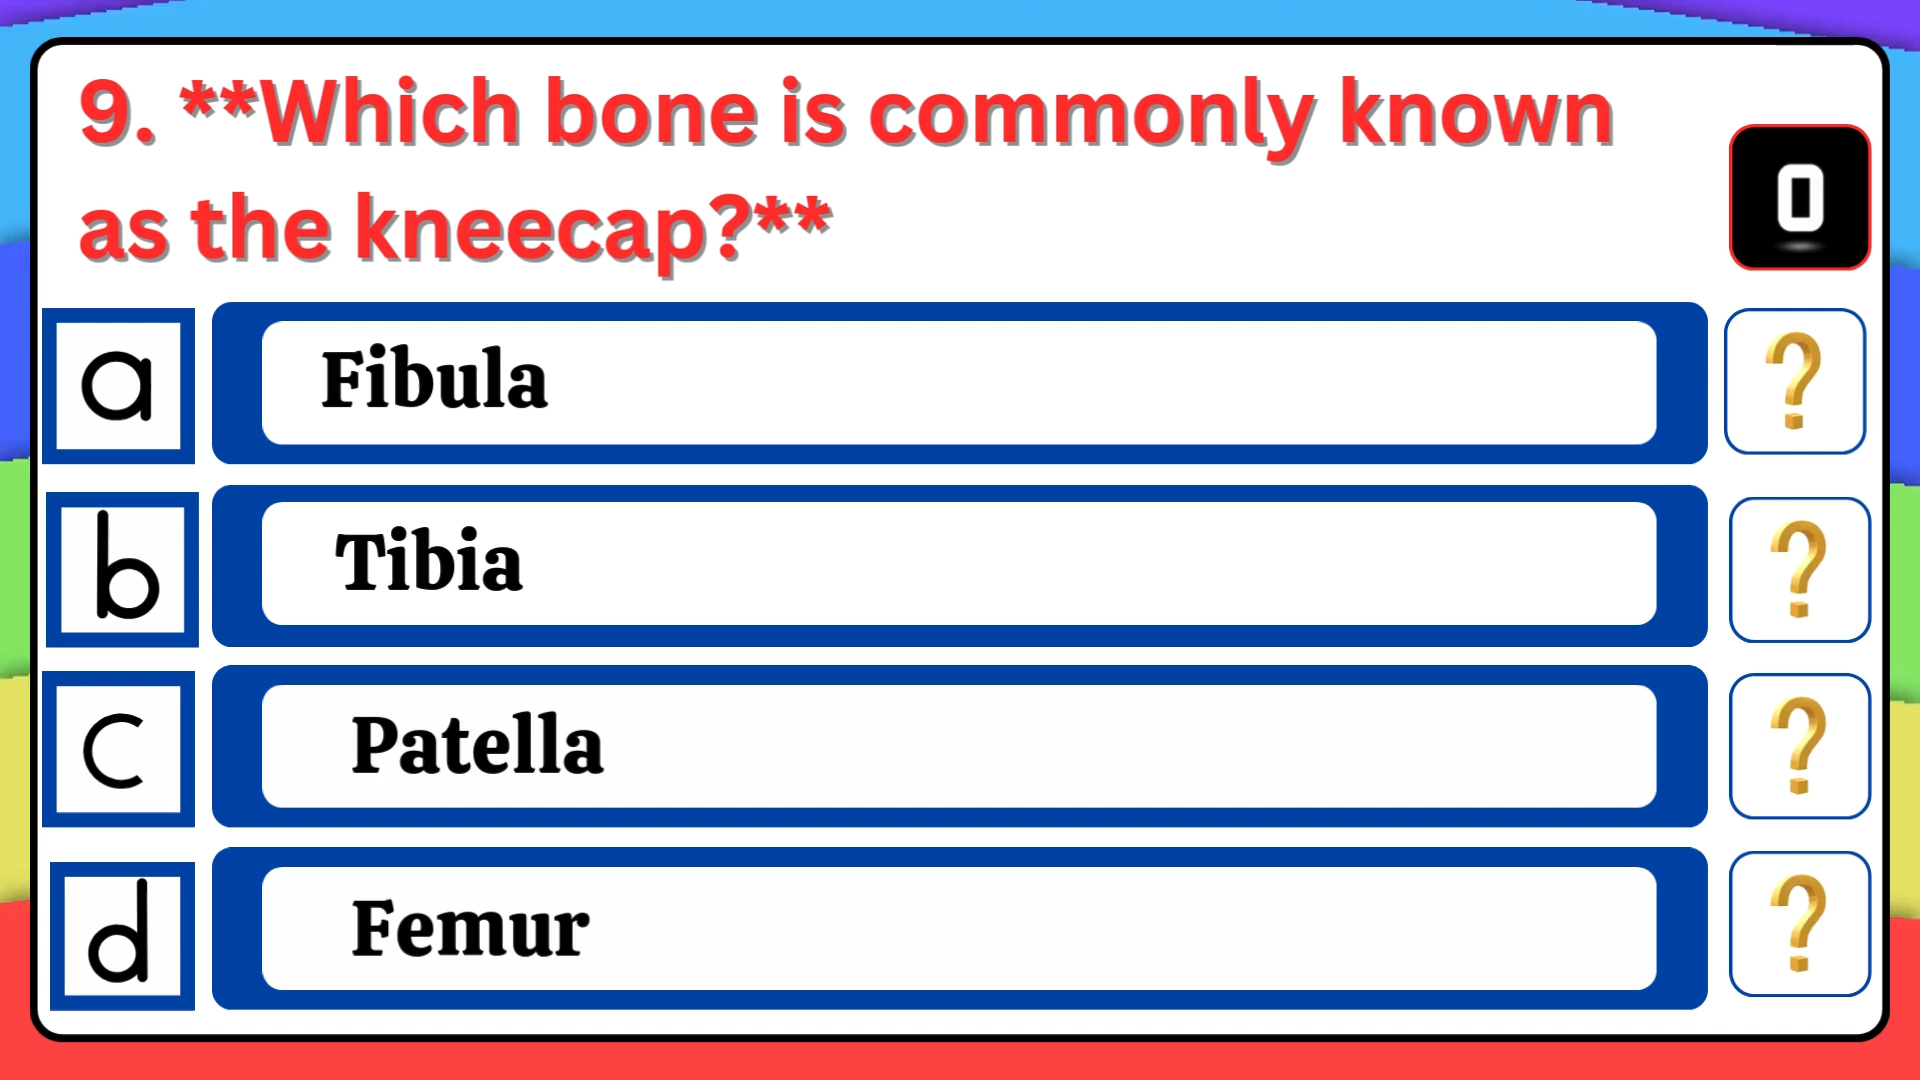 9. **Which bone is commonly known
as the kneecap?**
0
a
Fibula
?
b
Tibia
?
c
Patella
?
d
Femur
?